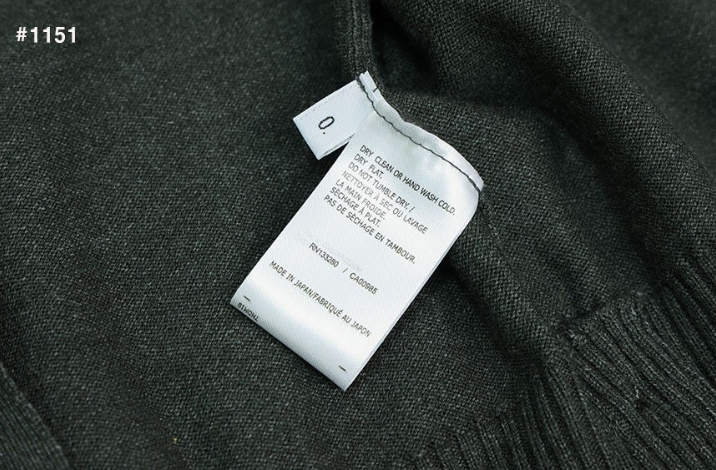 #1151
0.
DRY CLEAN OR HAND WASH COLD.
DRY FLAT.
DO NOT TUMBLE DRY. /
NETTOYER À SEC OU LAVAGE
LA MAIN FROIDE.
SÉCHAGE À PLAT.
PAS DE SÉCHAGE EN TAMBOUR.
RN133280 / CA00985
MADE IN JAPAN/FABRIQUÉ AU JAPON